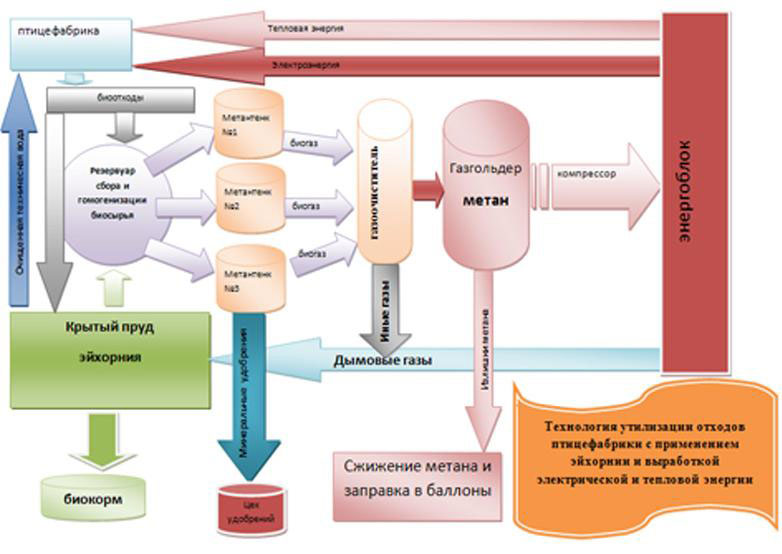 птицефабрика
Тепловая энергия
Электроэнергия
биоотходы
Очищенная техническая вода
Резервуар
сбора и
гомогенизации
биосырья
Метантенк
№1
Метантенк
№2
Метантенк
№3
биогаз
биогаз
биогаз
газоочиститель
Газгольдер
метан
компрессор
энергоблок
Иные газы
Крытый пруд
эйхорния
Дымовые газы
Минеральные удобрения
Излишки метана
биокорм
Цех
удобрений
Сжижение метана и
заправка в баллоны
Технология утилизации отходов
птицефабрики с применением
эйхорнии и выработкой
электрической и тепловой энергии